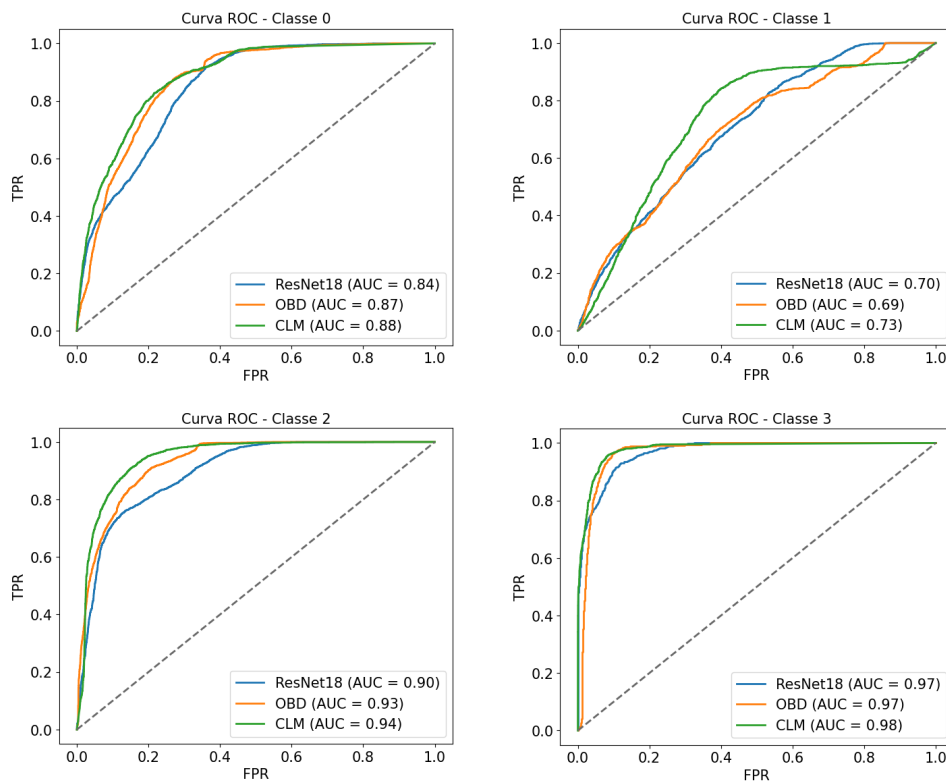 Curva ROC - Classe 0
1.0
0.8
0.6
0.4
0.2
0.0
TPR
ResNet18 (AUC = 0.84)
OBD (AUC = 0.87)
CLM (AUC = 0.88)
0.0 0.2 0.4 0.6 0.8 1.0
FPR
Curva ROC - Classe 1
1.0
0.8
0.6
0.4
0.2
0.0
TPR
ResNet18 (AUC = 0.70)
OBD (AUC = 0.69)
CLM (AUC = 0.73)
0.0 0.2 0.4 0.6 0.8 1.0
FPR
Curva ROC - Classe 2
1.0
0.8
0.6
0.4
0.2
0.0
TPR
ResNet18 (AUC = 0.90)
OBD (AUC = 0.93)
CLM (AUC = 0.94)
0.0 0.2 0.4 0.6 0.8 1.0
FPR
Curva ROC - Classe 3
1.0
0.8
0.6
0.4
0.2
0.0
TPR
ResNet18 (AUC = 0.97)
OBD (AUC = 0.97)
CLM (AUC = 0.98)
0.0 0.2 0.4 0.6 0.8 1.0
FPR